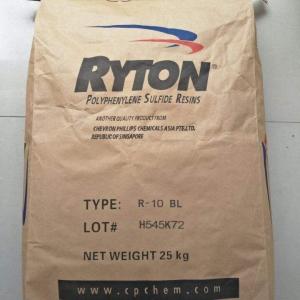 RYTON®
POLYPHENYLENE SULFIDE RESINS
ANOTHER QUALITY PRODUCT FROM
CHEVRON PHILLIPS CHEMICALS ASIA PTE.LTD.
REPUBLIC OF SINGAPORE
TYPE: R-10 BL
LOT# H545K72
NET WEIGHT 25 kg
www.cpchem.com